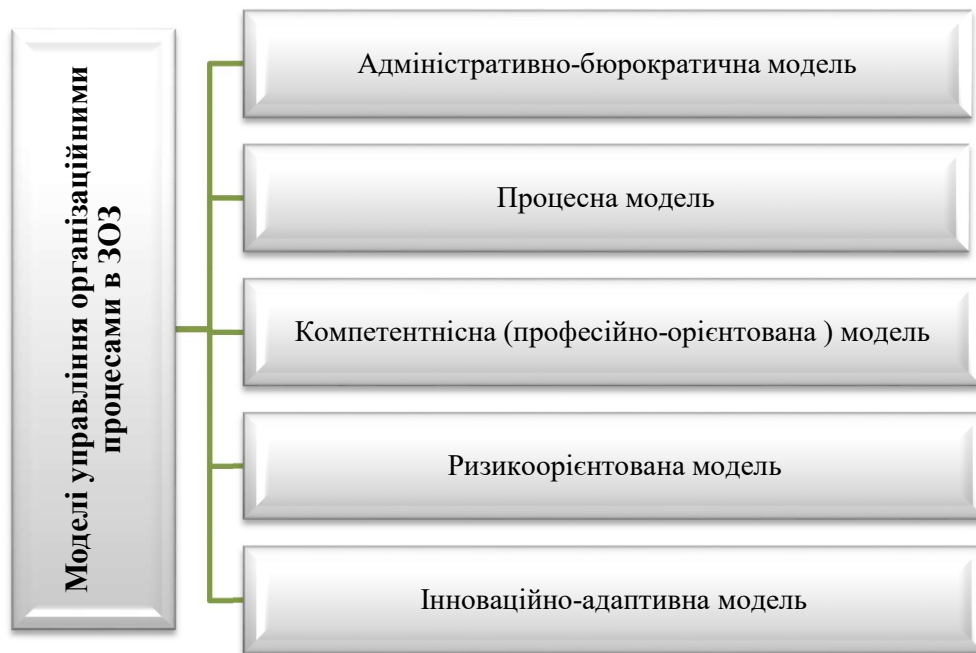 Моделі управління організаційними
процесами в ЗОЗ
Адміністративно-бюрократична модель
Процесна модель
Компетентнісна (професійно-орієнтована ) модель
Ризикоорієнтована модель
Інноваційно-адаптивна модель